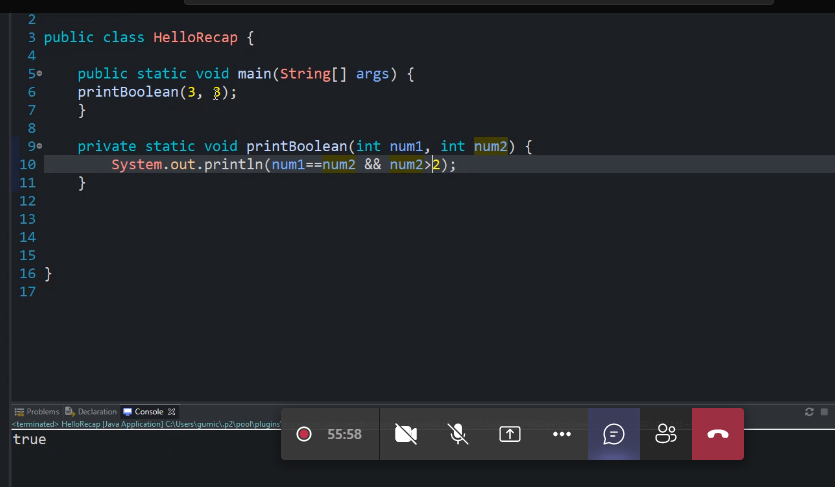 2
3 public class HelloRecap {
4
5 public static void main(String[] args) {
6 printBoolean(3, 3);
7 }
8
9 private static void printBoolean(int num1, int num2) {
10 System.out.println(num1==num2 && num2>2);
11 }
12
13
14
15
16 }
17
Problems Declaration Console
<terminated> HelloRecap [Java Application] C:\Users\gumic\.p2\pool\plugins\
true
55:58